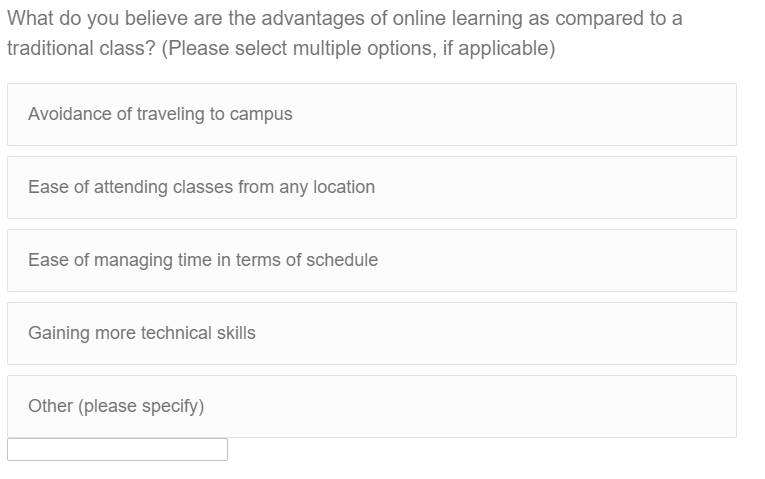 What do you believe are the advantages of online learning as compared to a
traditional class? (Please select multiple options, if applicable)
Avoidance of traveling to campus
Ease of attending classes from any location
Ease of managing time in terms of schedule
Gaining more technical skills
Other (please specify)